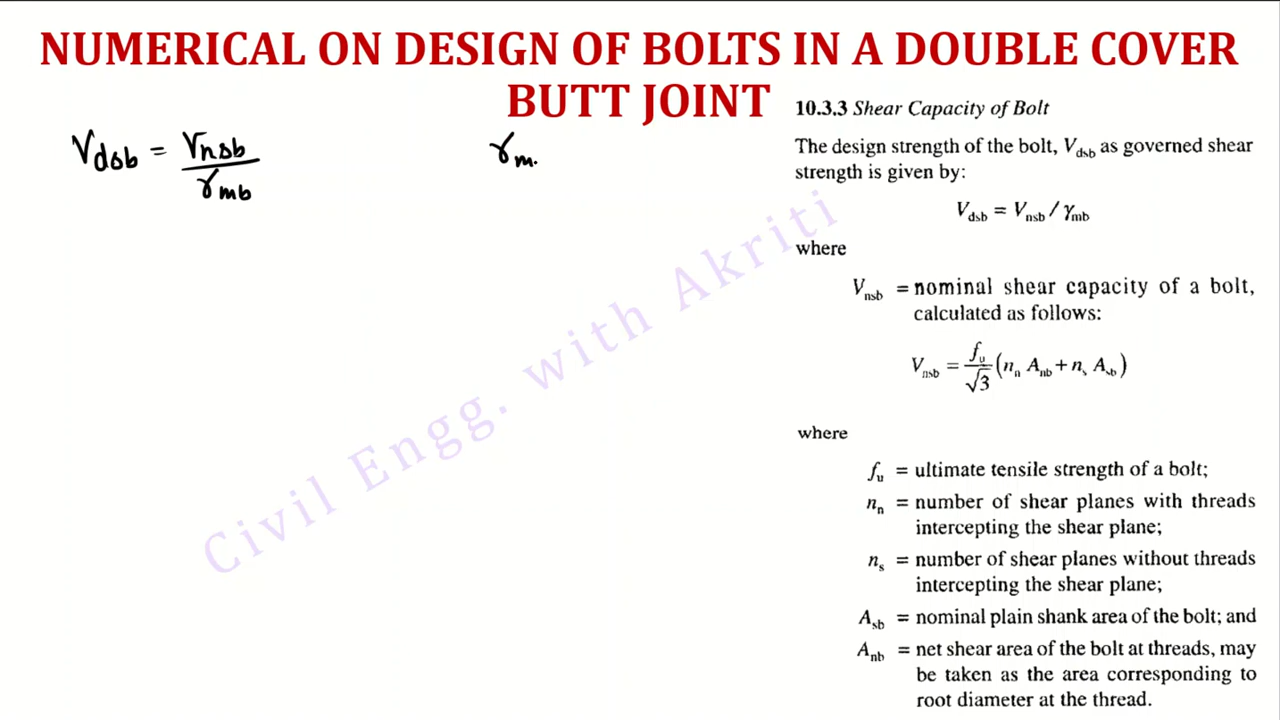 NUMERICAL ON DESIGN OF BOLTS IN A DOUBLE COVER
BUTT JOINT
Vdsb = Vnsb / γmb
γm.
10.3.3 Shear Capacity of Bolt
The design strength of the bolt, Vdsb as governed shear
strength is given by:
Vdsb = Vnsb / γmb
where
Vnsb = nominal shear capacity of a bolt,
calculated as follows:
Vnsb = fu/√3 (nn Anb + ns Asb)
where
fu = ultimate tensile strength of a bolt;
nn = number of shear planes with threads
intercepting the shear plane;
ns = number of shear planes without threads
intercepting the shear plane;
Asb = nominal plain shank area of the bolt; and
Anb = net shear area of the bolt at threads, may
be taken as the area corresponding to
root diameter at the thread.
Civil Engg. with Akriti